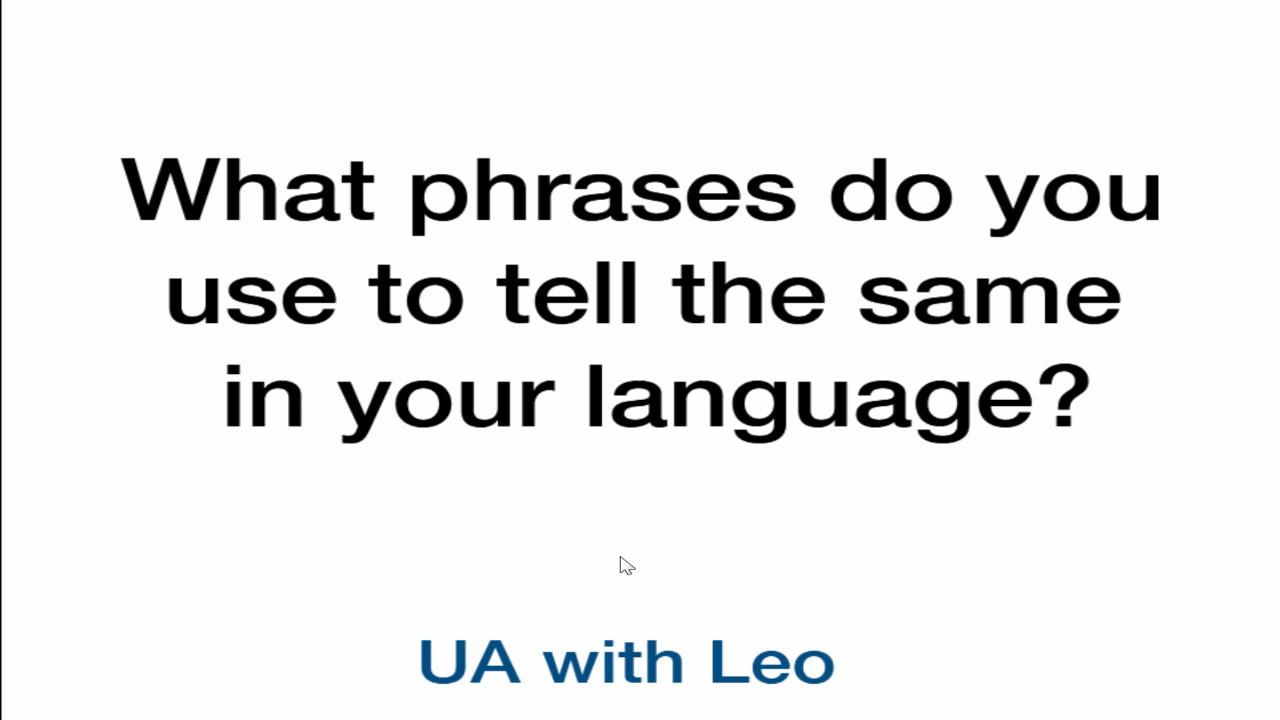 What phrases do you
use to tell the same
in your language?
UA with Leo